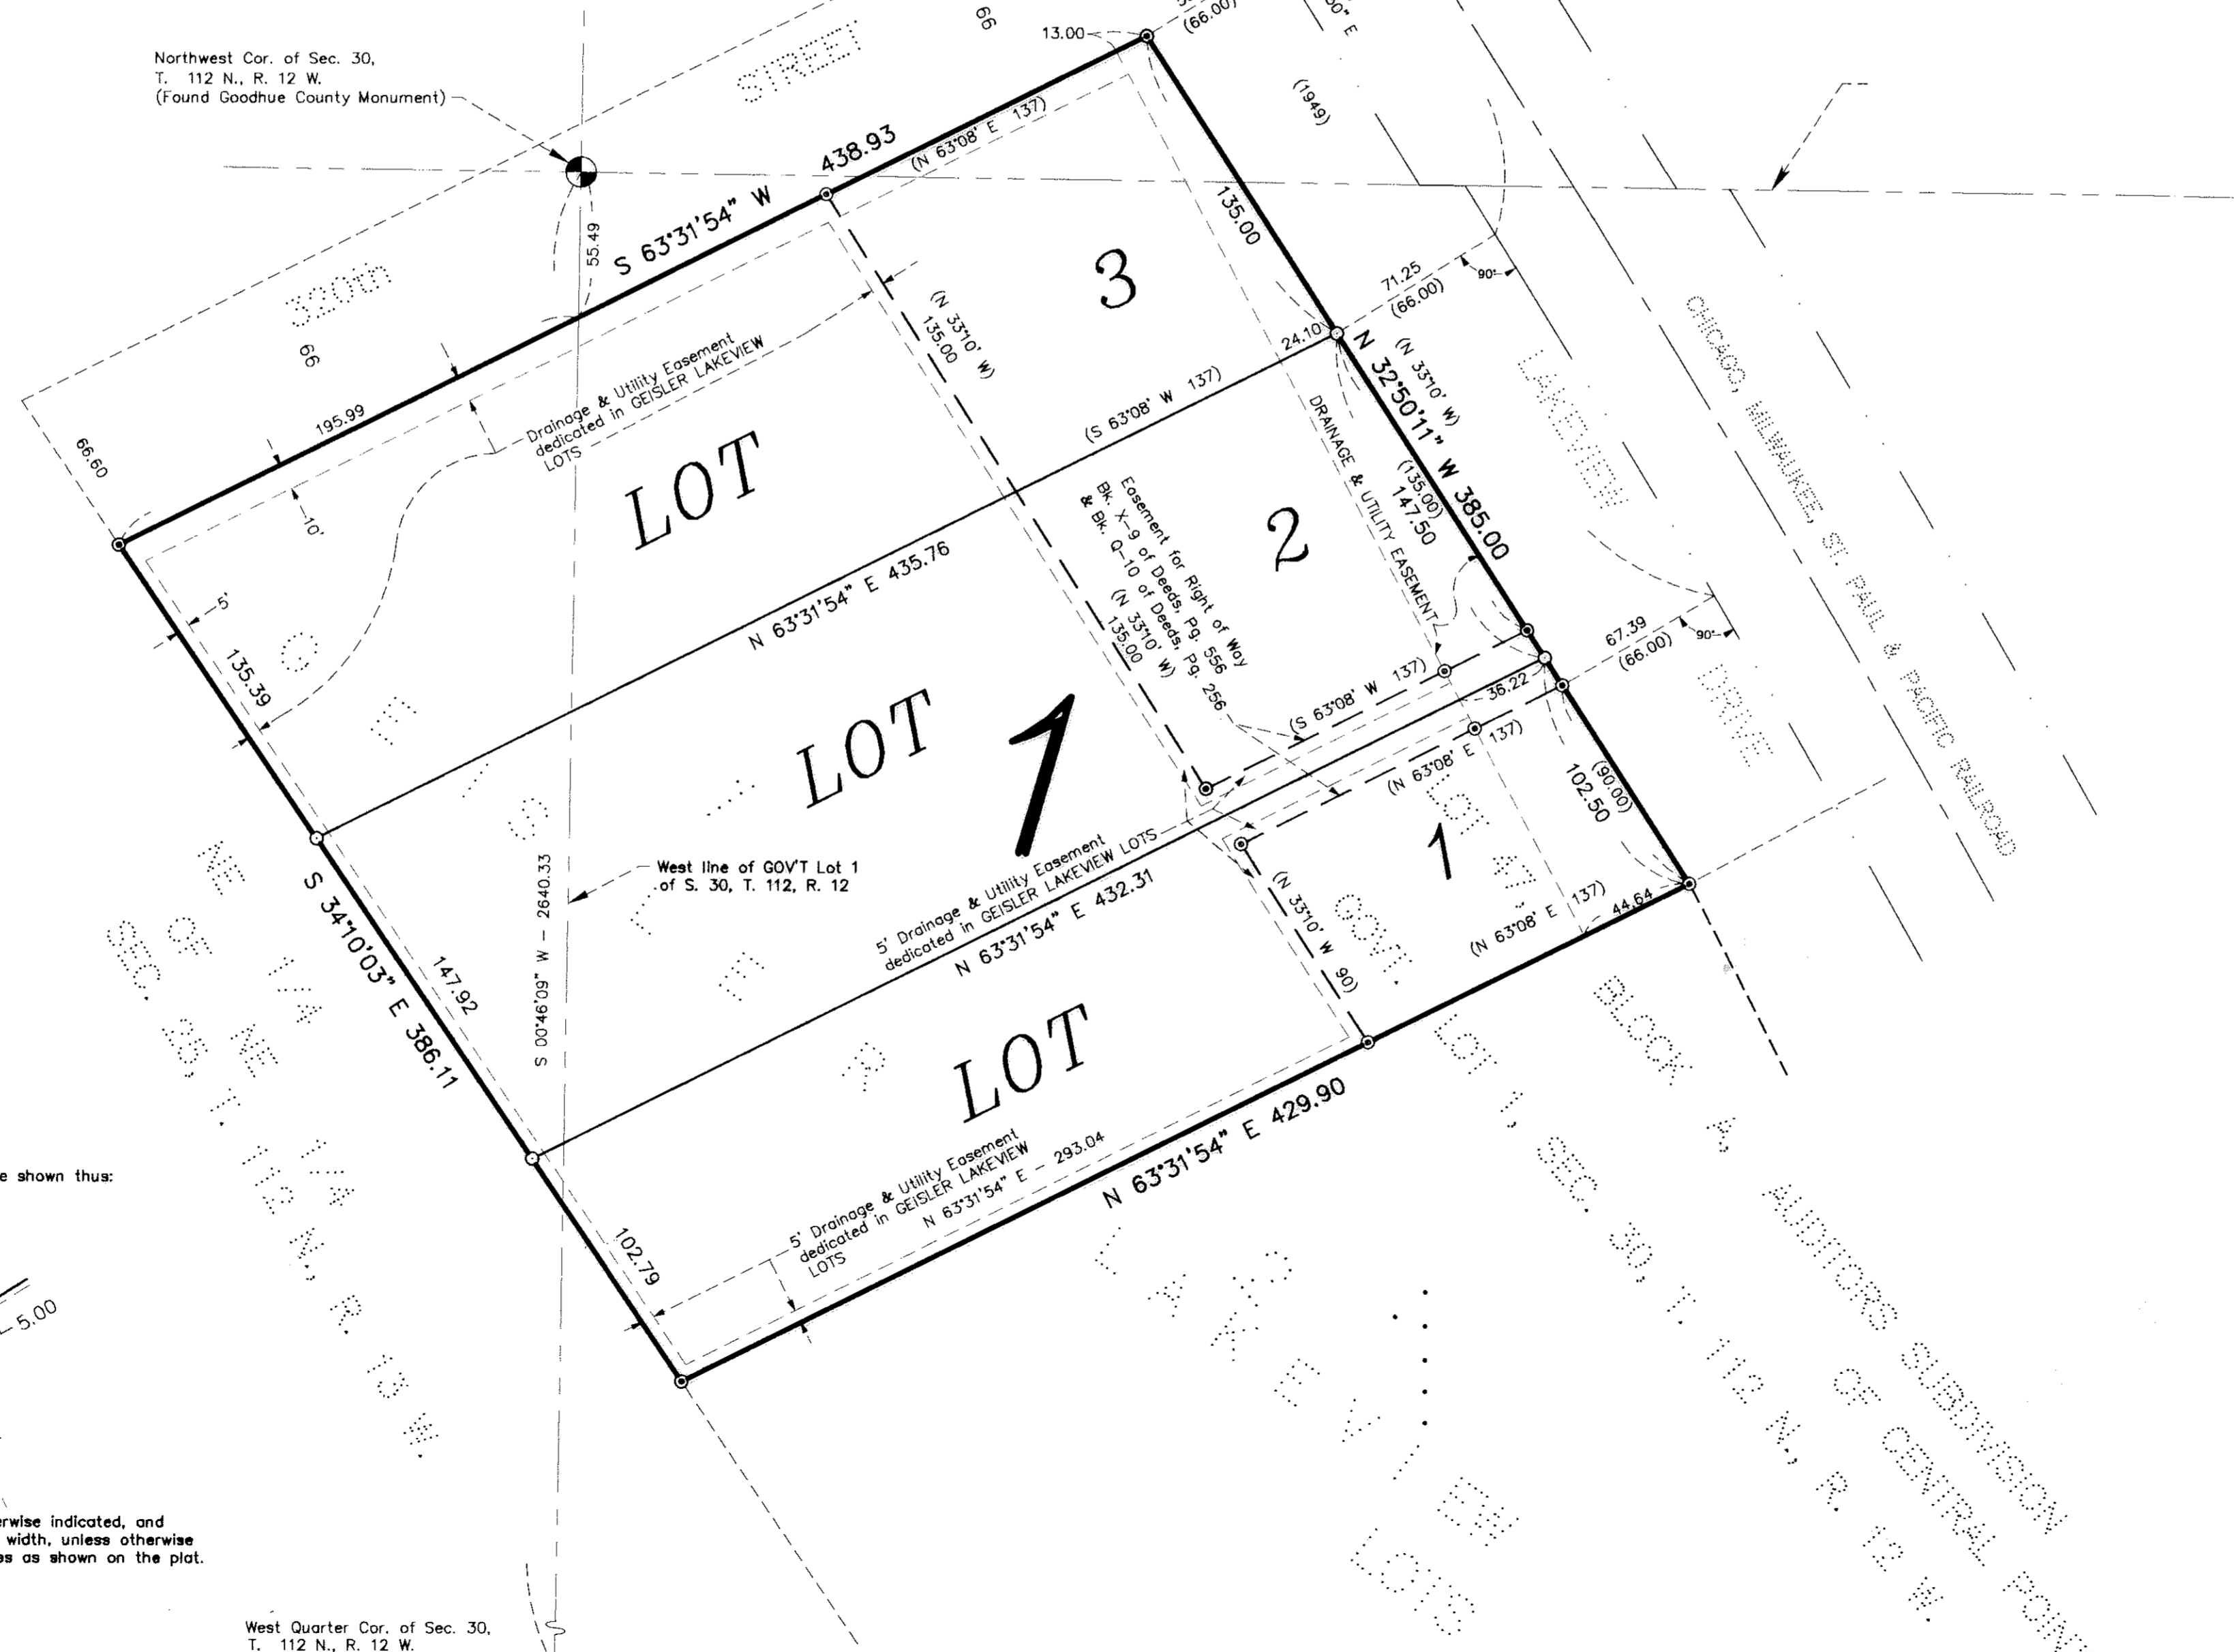 Northwest Cor. of Sec. 30,
T. 112 N., R. 12 W.
(Found Goodhue County Monument)
STREET
66
13.00
(66.00)
(1949)
438.93
(N 63°08' E 137)
S 63°31'54" W
55.49
135.00
3
320th
66
66.60
195.99
10'
Drainage & Utility Easement
dedicated in GEISLER LAKEVIEW
LOTS
(N 33°10' W)
135.00
71.25
(66.00)
90°
24.10
N 32°50'11" W 385.00
(N 33°10' W)
(135.00)
147.50
LAKEVIEW
DRIVE
CHICAGO, MILWAUKEE, ST. PAUL & PACIFIC RAILROAD
(S 63°08' W 137)
DRAINAGE & UTILITY EASEMENT
LOT
N 63°31'54" E 435.76
2
Easement for Right of Way
Bk. X-9 of Deeds, Pg. 556
& Bk. Q-10 of Deeds, Pg. 256
(N 33°10' W)
135.00
5'
135.39
67.39
(66.00)
90°
(S 63°08' W 137)
36.22
(N 63°08' E 137)
GEISLER
LOT
1
(90.00)
102.50
1
LOT 47,
GOVT.
LOT 1, SEC. 30, T. 112 N., R. 12 W.
BLOCK A, AUDITORS SUBDIVISION
OF CENTRAL POINT
West line of GOV'T Lot 1
of S. 30, T. 112, R. 12
5' Drainage & Utility Easement
dedicated in GEISLER LAKEVIEW LOTS
N 63°31'54" E 432.31
(N 33°10' W 90)
(N 63°08' E 137)
44.64
S 34°10'03" E 386.11
147.92
S 00°46'09" W - 2640.33
NE 1/4
OF NE 1/4
SEC. 25, T. 112 N., R. 13 W.
LOT
N 63°31'54" E 429.90
5' Drainage & Utility Easement
dedicated in GEISLER LAKEVIEW
LOTS
N 63°31'54" E - 293.04
102.79
LAKEVIEW
LOTS
shown thus:
5.00
indicated, and
width, unless otherwise
as shown on the plat.
West Quarter Cor. of Sec. 30,
T. 112 N., R. 12 W.